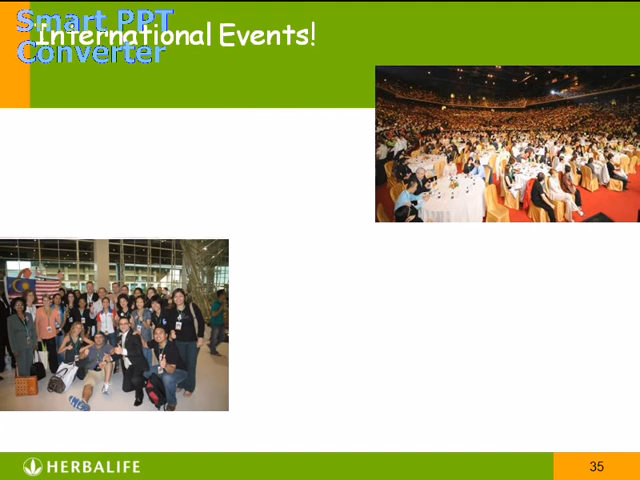 Smart PPT
Converter
International Events!
HERBALIFE
35